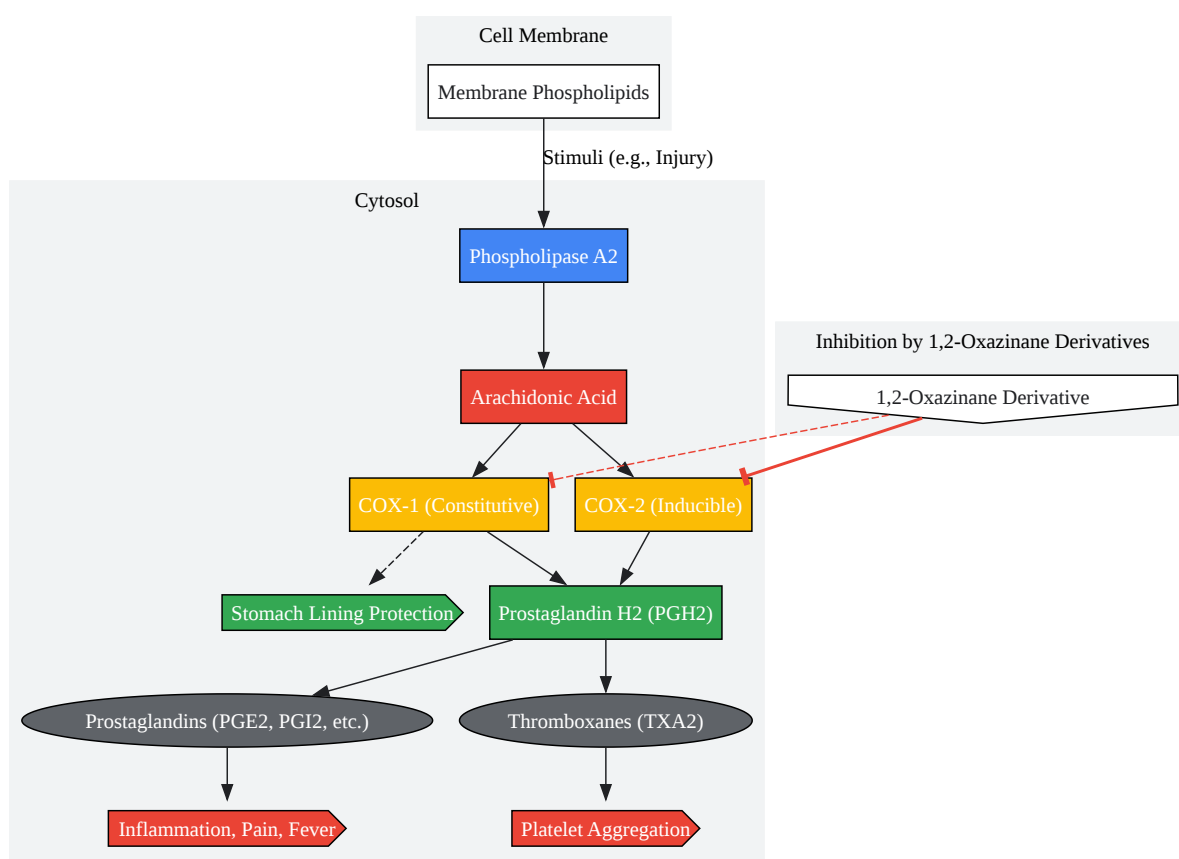 Cell Membrane
Membrane Phospholipids
Stimuli (e.g., Injury)
Cytosol
Phospholipase A2
Inhibition by 1,2-Oxazinane Derivatives
1,2-Oxazinane Derivative
Arachidonic Acid
COX-1 (Constitutive)
COX-2 (Inducible)
Stomach Lining Protection
Prostaglandin H2 (PGH2)
Prostaglandins (PGE2, PGI2, etc.)
Thromboxanes (TXA2)
Inflammation, Pain, Fever
Platelet Aggregation